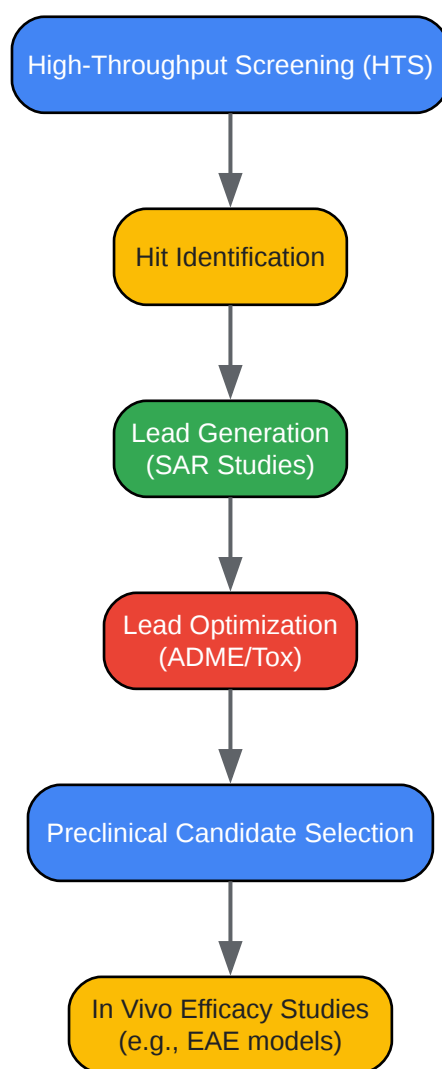 High-Throughput Screening (HTS)
Hit Identification
Lead Generation
(SAR Studies)
Lead Optimization
(ADME/Tox)
Preclinical Candidate Selection
In Vivo Efficacy Studies
(e.g., EAE models)